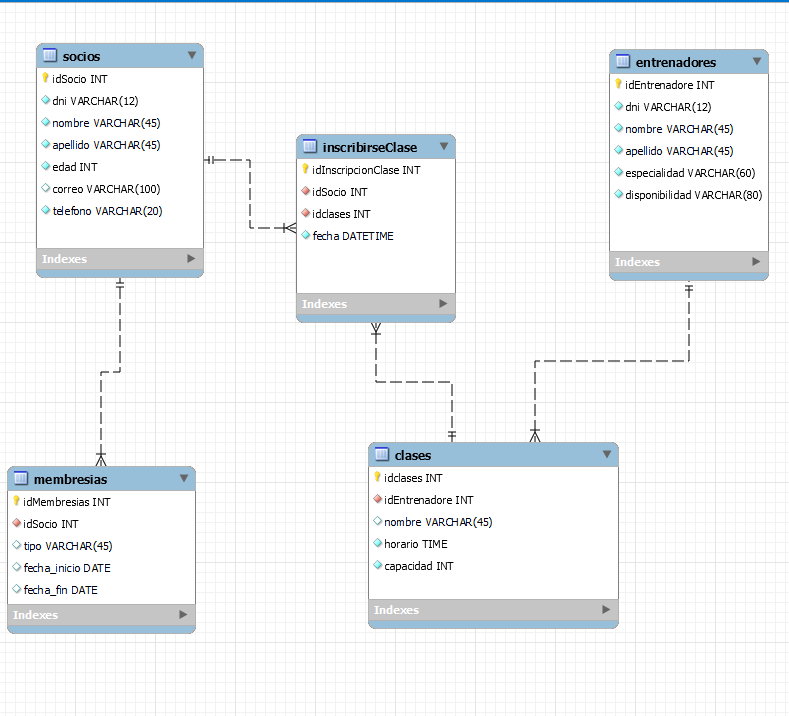 socios
idSocio INT
dni VARCHAR(12)
nombre VARCHAR(45)
apellido VARCHAR(45)
edad INT
correo VARCHAR(100)
telefono VARCHAR(20)
Indexes
inscribirseClase
idInscripcionClase INT
idSocio INT
idclases INT
fecha DATETIME
Indexes
entrenadores
idEntrenadore INT
dni VARCHAR(12)
nombre VARCHAR(45)
apellido VARCHAR(45)
especialidad VARCHAR(60)
disponibilidad VARCHAR(80)
Indexes
membresias
idMembresias INT
idSocio INT
tipo VARCHAR(45)
fecha_inicio DATE
fecha_fin DATE
Indexes
clases
idclases INT
idEntrenadore INT
nombre VARCHAR(45)
horario TIME
capacidad INT
Indexes